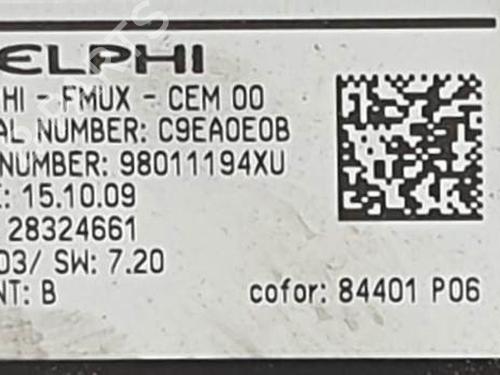 ELPHI
HI - FMUX - CEM 00
AL NUMBER: C9EA0E0B
NUMBER: 98011194XU
: 15.10.09
28324661
03/ SW: 7.20
NT: B
cofor: 84401 P06